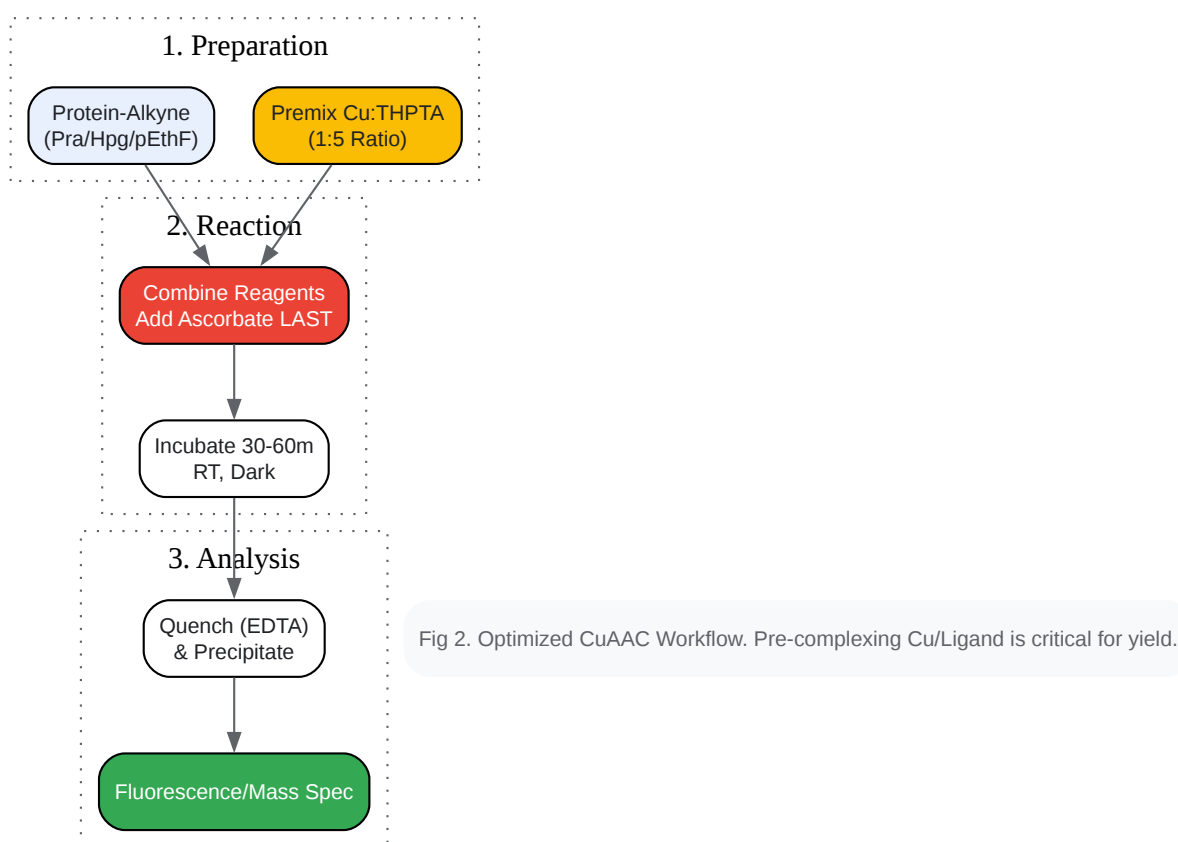 1. Preparation
Protein-Alkyne
(Pra/Hpg/pEthF)
Premix Cu:THPTA
(1:5 Ratio)
2. Reaction
Combine Reagents
Add Ascorbate LAST
Incubate 30-60m
RT, Dark
3. Analysis
Quench (EDTA)
& Precipitate
Fig 2. Optimized CuAAC Workflow. Pre-complexing Cu/Ligand is critical for yield.
Fluorescence/Mass Spec